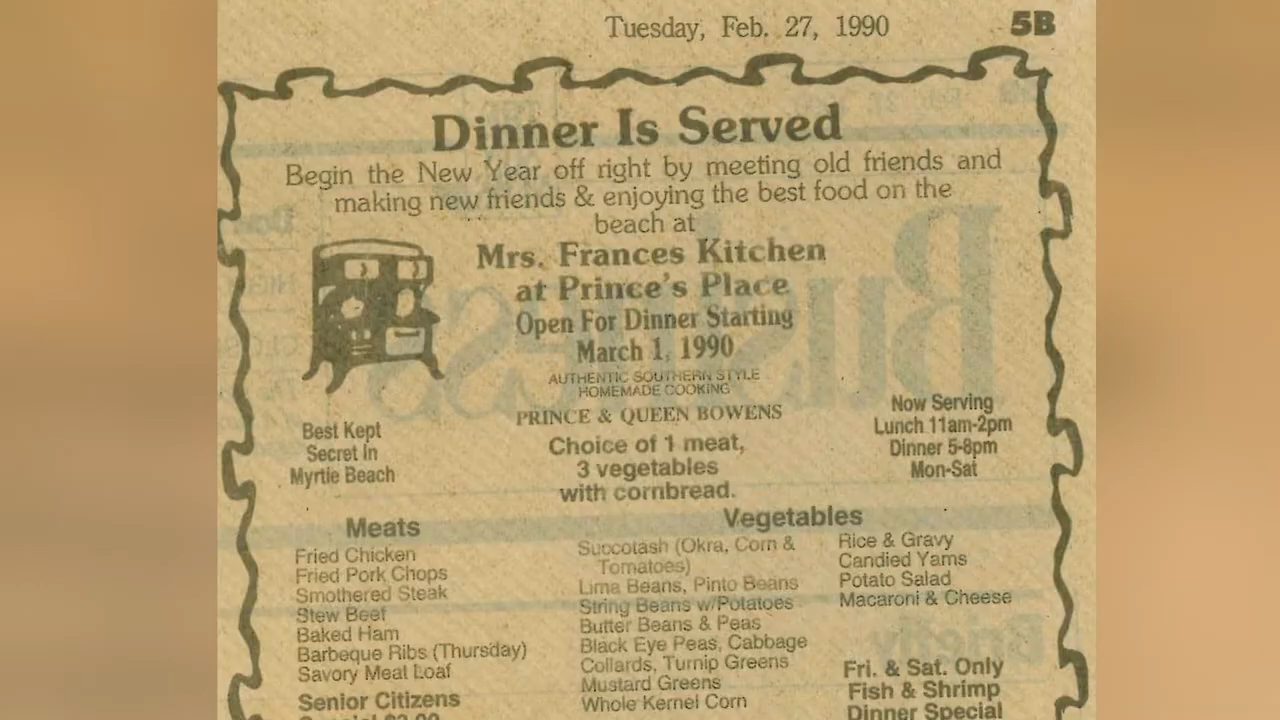 Tuesday, Feb. 27, 1990
5B
Dinner Is Served
Begin the New Year off right by meeting old friends and
making new friends & enjoying the best food on the
beach at
Mrs. Frances Kitchen
at Prince's Place
Open For Dinner Starting
March 1, 1990
AUTHENTIC SOUTHERN STYLE
HOMEMADE COOKING
PRINCE & QUEEN BOWENS
Best Kept
Secret In
Myrtle Beach
Choice of 1 meat,
3 vegetables
with cornbread.
Now Serving
Lunch 11am-2pm
Dinner 5-8pm
Mon-Sat
Meats
Fried Chicken
Fried Pork Chops
Smothered Steak
Stew Beef
Baked Ham
Barbeque Ribs (Thursday)
Savory Meat Loaf
Senior Citizens
Vegetables
Succotash (Okra, Corn &
Tomatoes)
Lima Beans, Pinto Beans
String Beans w/Potatoes
Butter Beans & Peas
Black Eye Peas, Cabbage
Collards, Turnip Greens
Mustard Greens
Whole Kernel Corn
Rice & Gravy
Candied Yams
Potato Salad
Macaroni & Cheese
Fri. & Sat. Only
Fish & Shrimp
Dinner Special